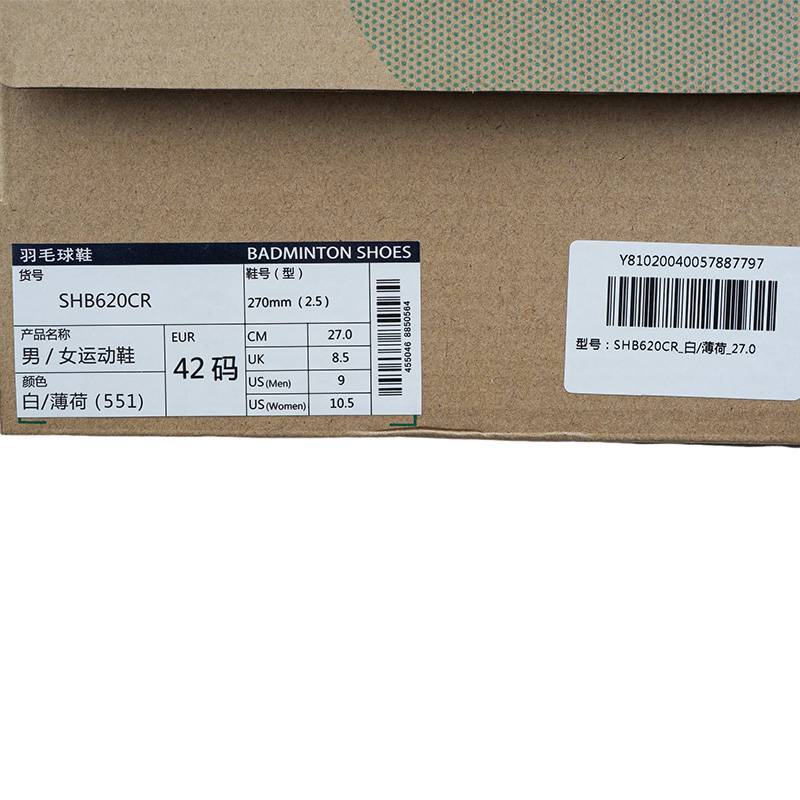 羽毛球鞋 BADMINTON SHOES
货号
SHB620CR
鞋号（型）
270mm（2.5）
产品名称
男/女运动鞋
颜色
白/薄荷 (551)
EUR
42 码
CM 27.0
UK 8.5
US(Men) 9
US(Women) 10.5
455046 8850564
Y81020040057887797
型号：SHB620CR_白/薄荷_27.0